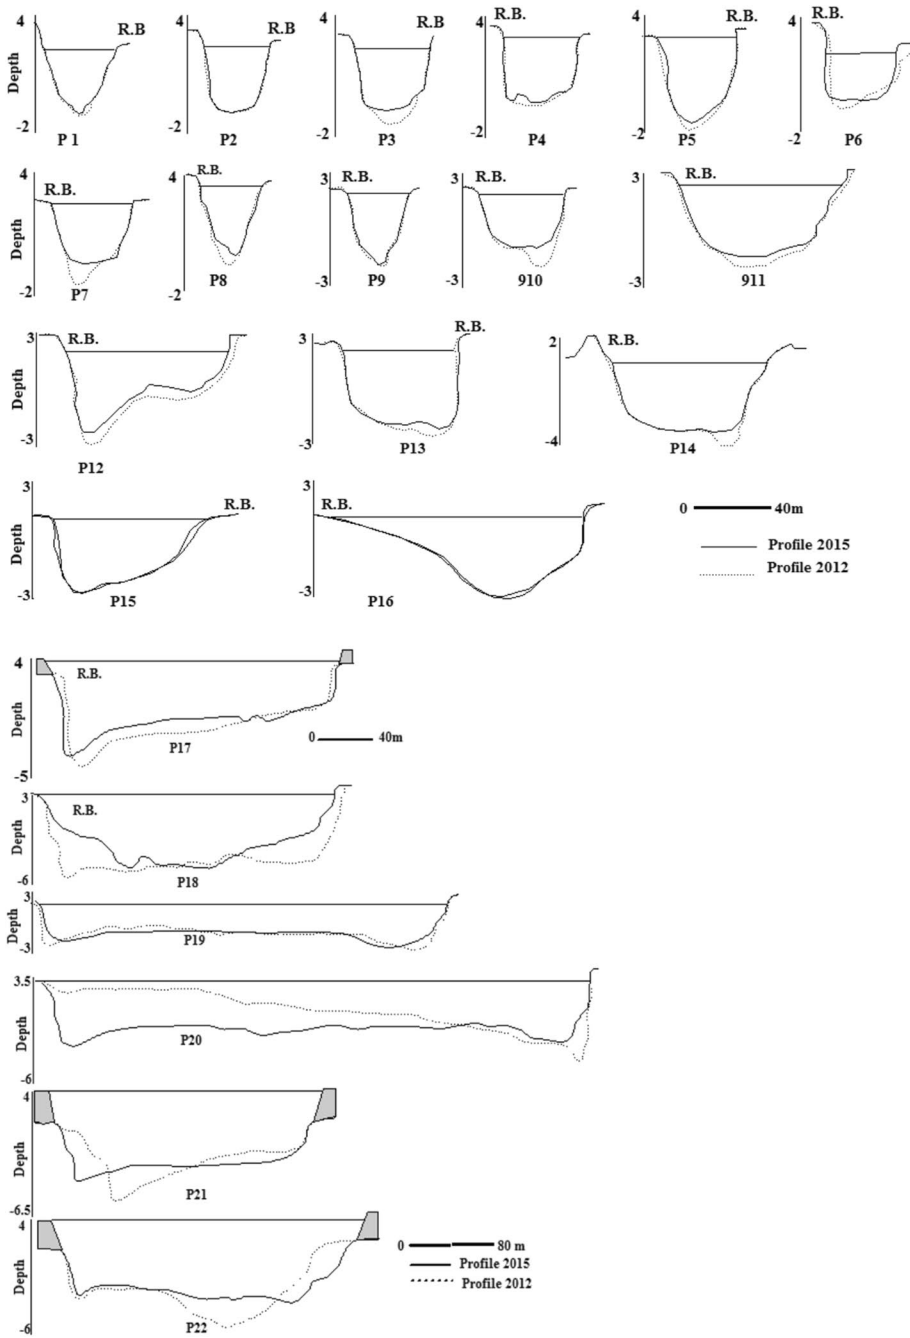 4 R.B 4 R.B 4 R.B 4 R.B. 4 R.B. 4 R.B.
Depth
-2 P 1 -2 P2 -2 P3 -2 P4 -2 P5 -2 P6
4 R.B. 4 R.B. 3 R.B. 3 R.B. 3 R.B.
Depth
-2 P7 -2 P8 -3 P9 -3 910 -3 911
3 R.B. 3 R.B. 2 R.B.
Depth
-3 P12 -3 P13 -4 P14
3 R.B. 3 R.B.
Depth
-3 P15 -3 P16
0 40m
Profile 2015
Profile 2012
4 R.B.
Depth
P17 0 40m
-5
3 R.B.
Depth
-6 P18
3
Depth
-3 P19
3.5
Depth
P20
-6
4
Depth
P21
-6.5
4
Depth
-6 P22
0 80 m
Profile 2015
Profile 2012